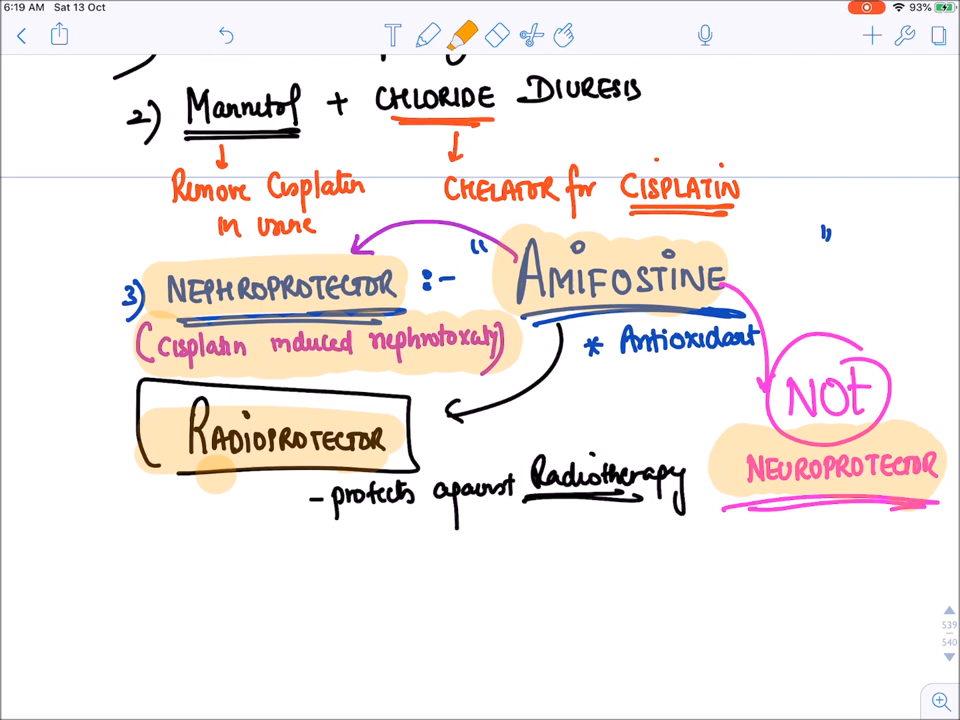 6:19 AM Sat 13 Oct
93%
T
2) Mannitol + CHLORIDE DIURESIS
Remove Cisplatin in urine
CHELATOR for CISPLATIN
3) NEPHROPROTECTOR :- " AMIFOSTINE "
(Cisplatin induced nephrotoxaty)
* Antioxidant
NOT
RADIOPROTECTOR
NEUROPROTECTOR
- protects against Radiotherapy
539
540